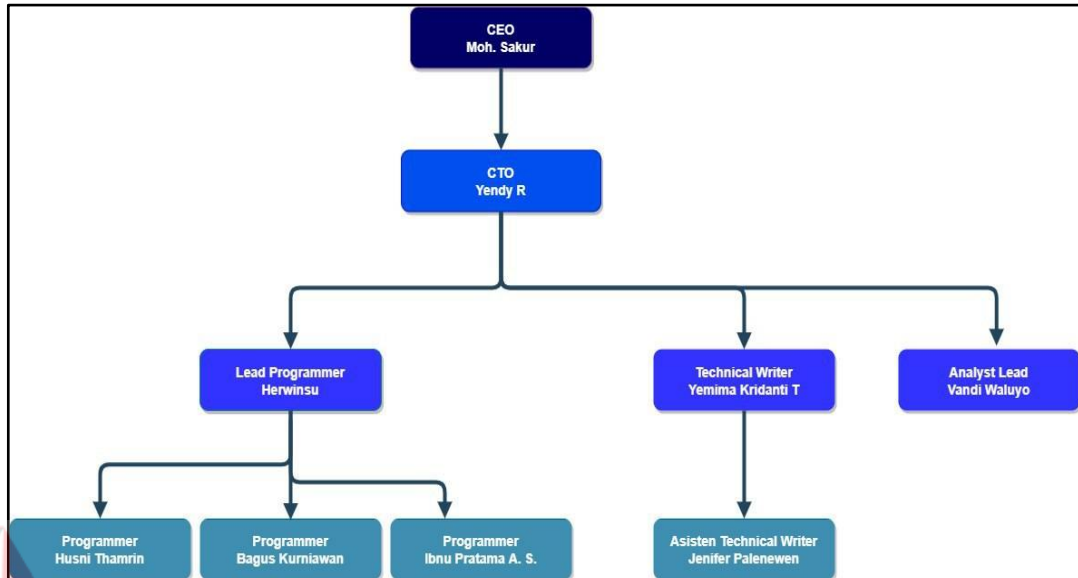 CEO
Moh. Sakur
CTO
Yendy R
Lead Programmer
Herwinsu
Technical Writer
Yemima Kridanti T
Analyst Lead
Vandi Waluyo
Programmer
Husni Thamrin
Programmer
Bagus Kurniawan
Programmer
Ibnu Pratama A. S.
Asisten Technical Writer
Jenifer Palenewen